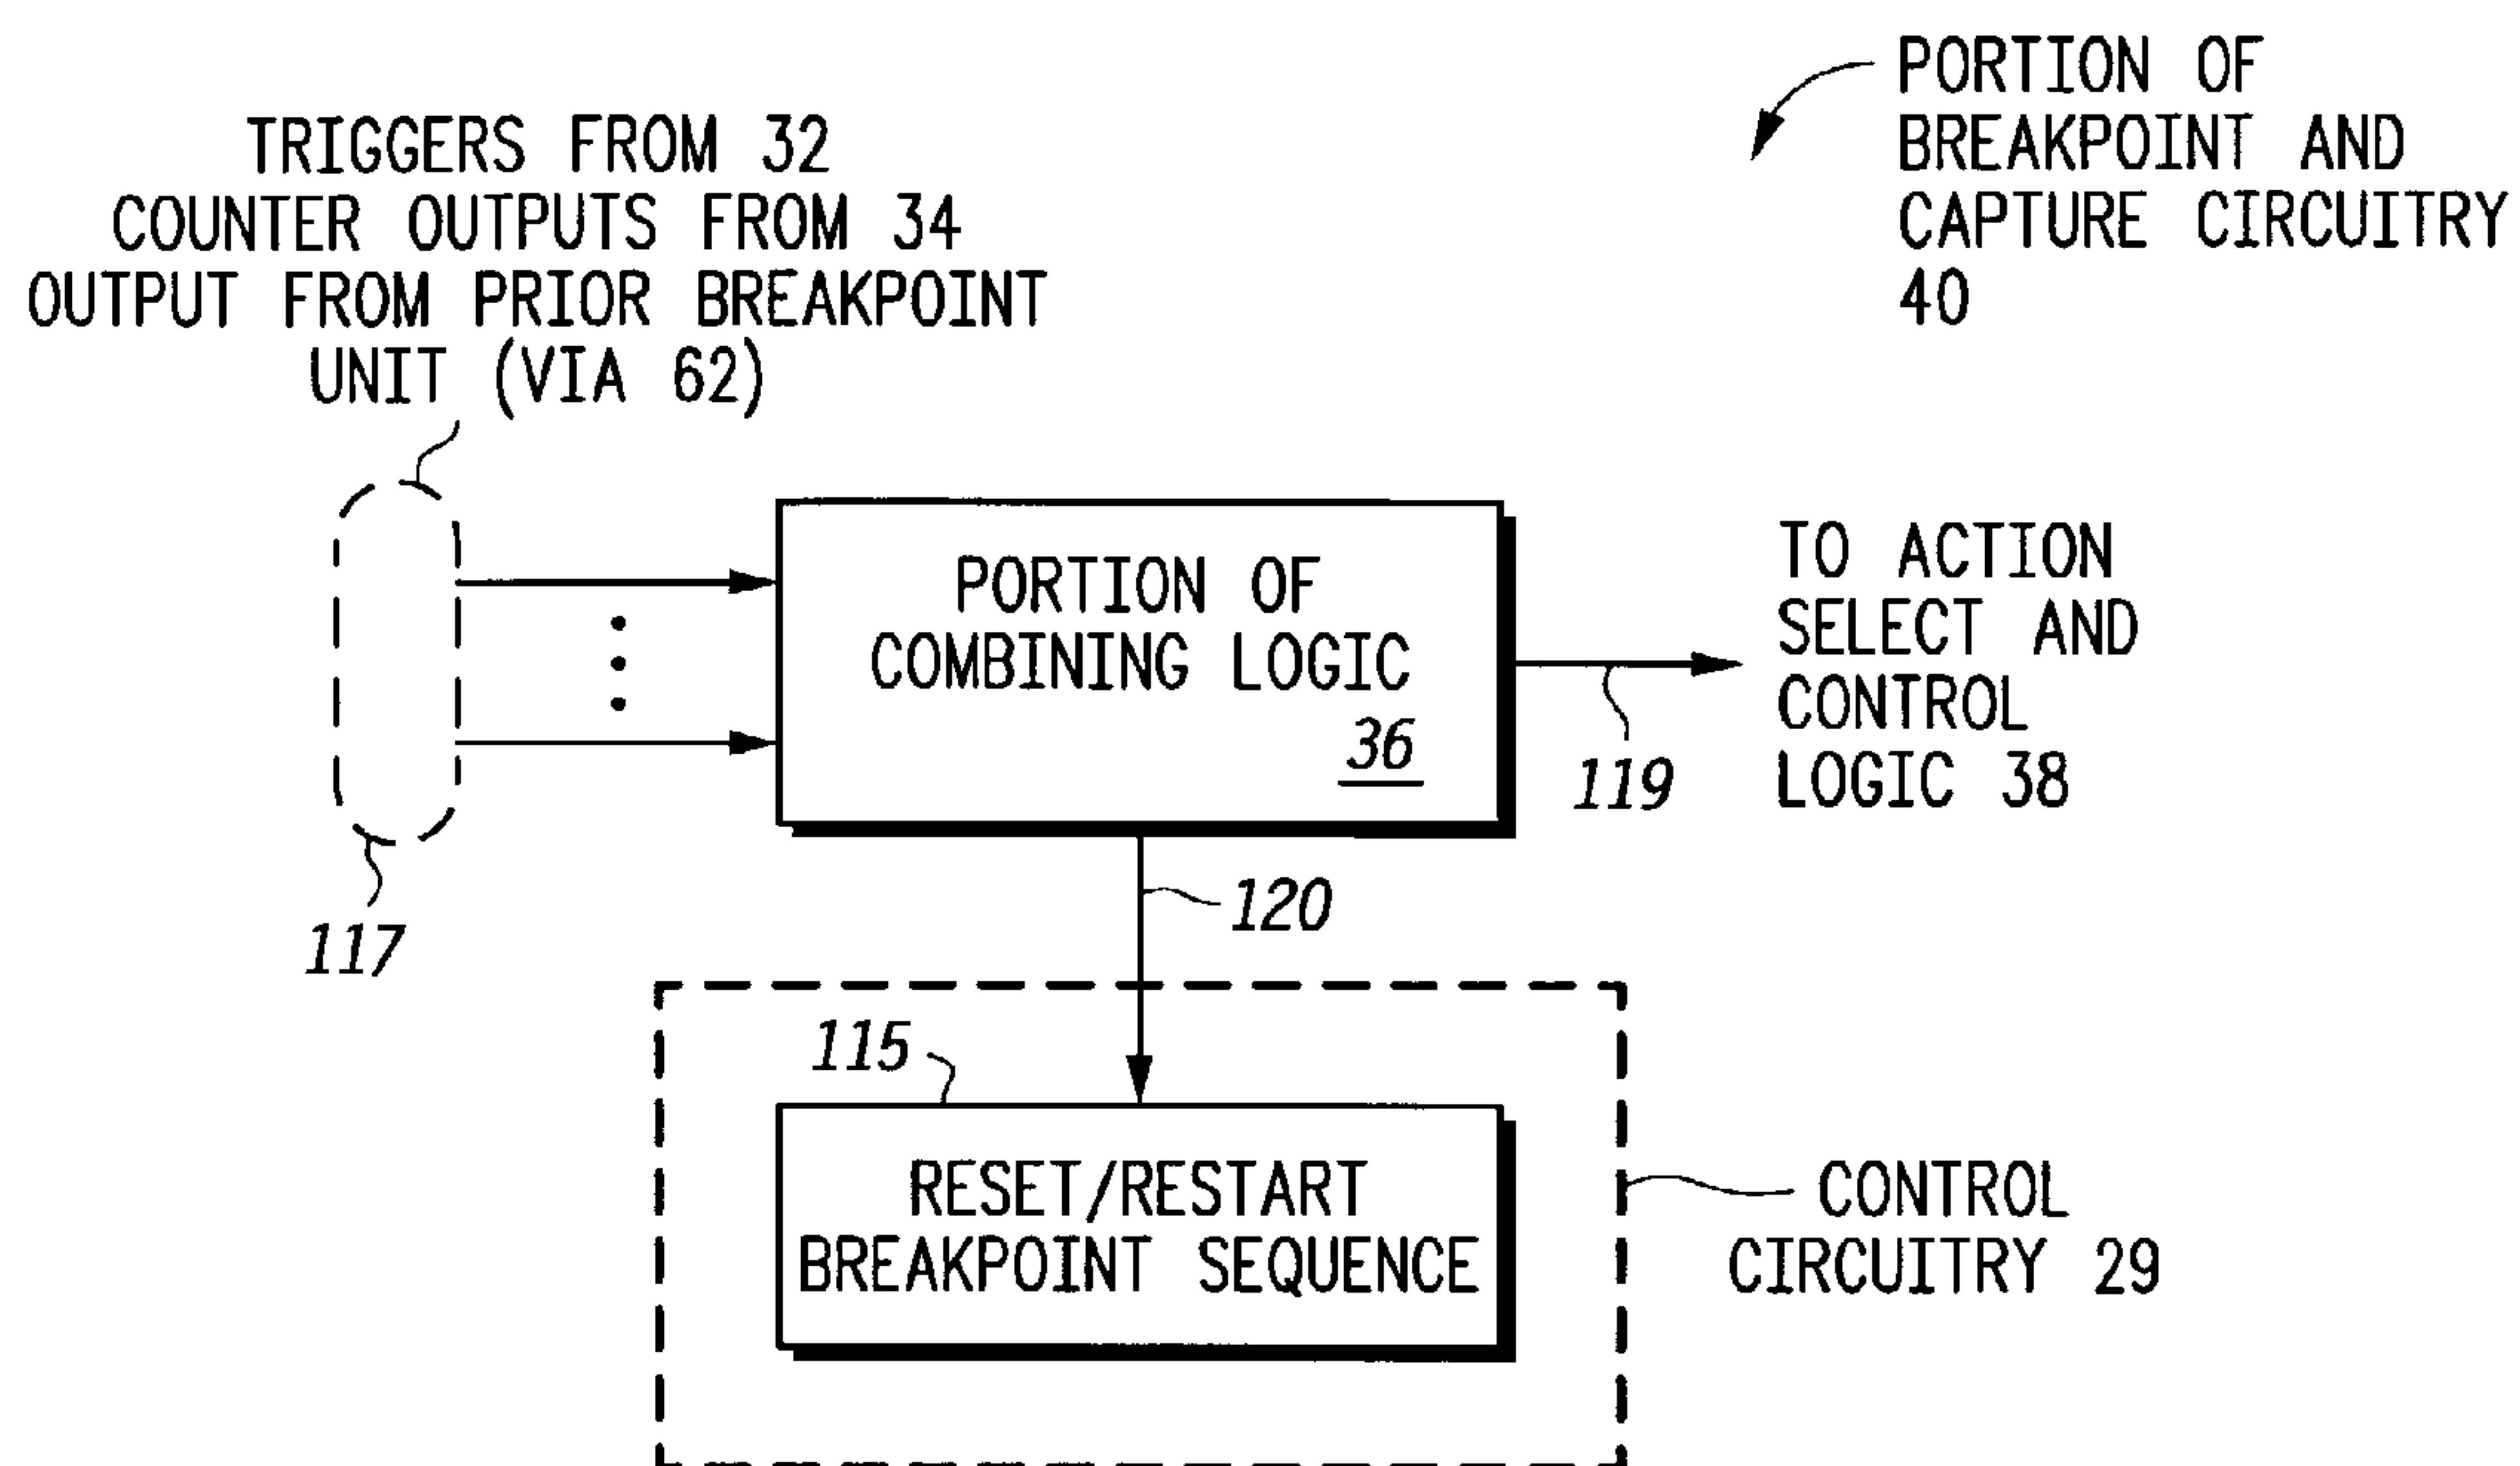 PORTION OF
BREAKPOINT AND
CAPTURE CIRCUITRY
40
TRIGGERS FROM 32
COUNTER OUTPUTS FROM 34
OUTPUT FROM PRIOR BREAKPOINT
UNIT (VIA 62)
PORTION OF
COMBINING LOGIC
36
TO ACTION
SELECT AND
CONTROL
LOGIC 38
119
117
120
115
RESET/RESTART
BREAKPOINT SEQUENCE
CONTROL
CIRCUITRY 29